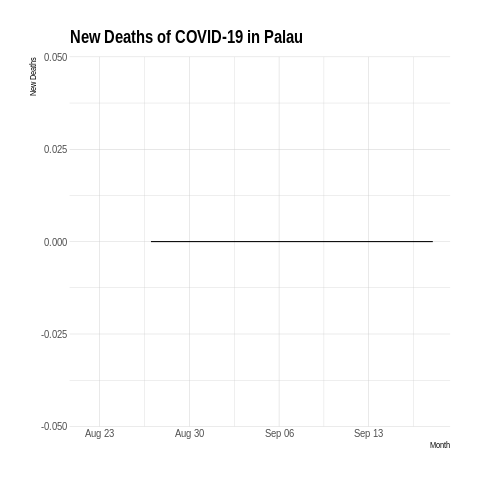 New Deaths of COVID-19 in Palau
New Deaths
0.050
0.025
0.000
-0.025
-0.050
Aug 23 Aug 30 Sep 06 Sep 13
Month